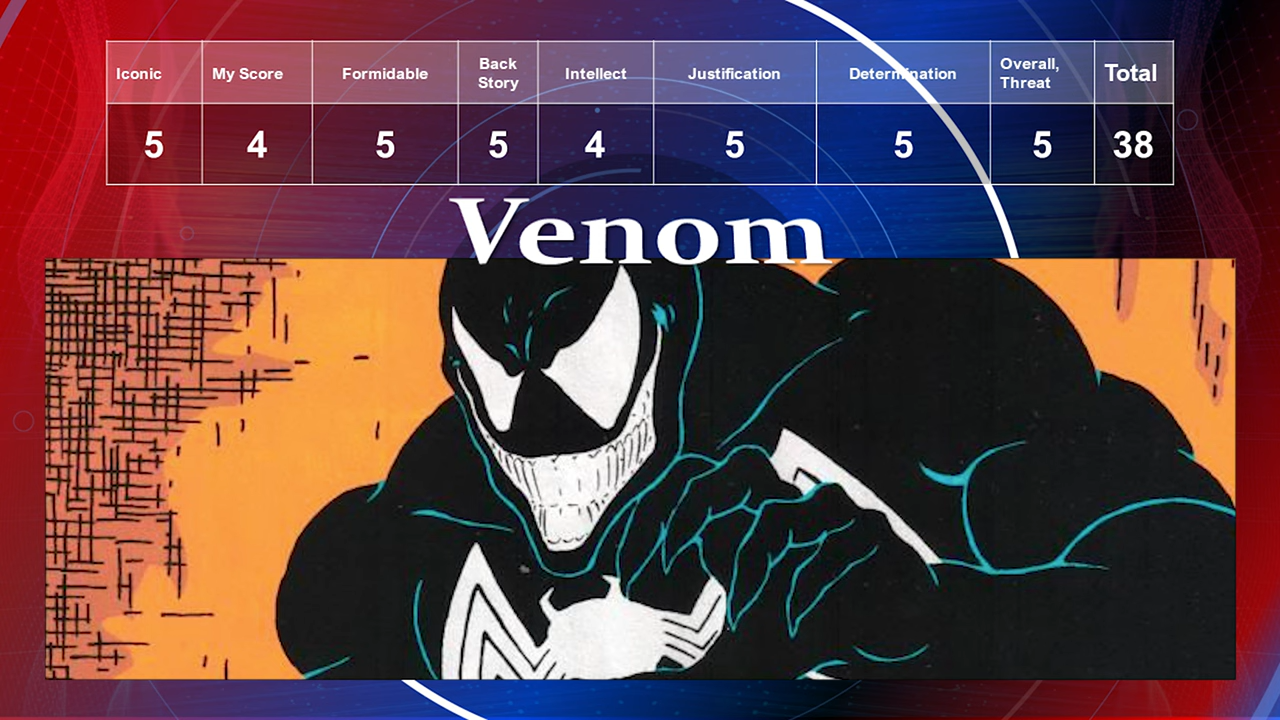 Iconic My Score Formidable Back Story Intellect Justification Determination Overall, Threat Total
5 4 5 5 4 5 5 5 38
Venom